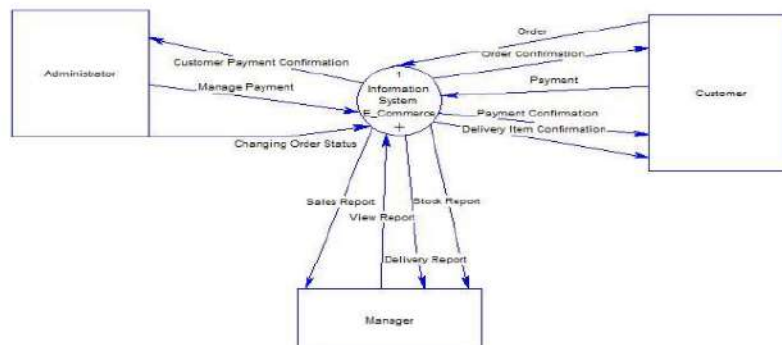 Order
Customer Payment Confirmation
Order Confirmation
1
Administrator
Information
System
E_Commerce
+
Payment
Customer
Manage Payment
Payment Confirmation
Delivery Item Confirmation
Changing Order Status
Sales Report
Stock Report
View Report
Delivery Report
Manager